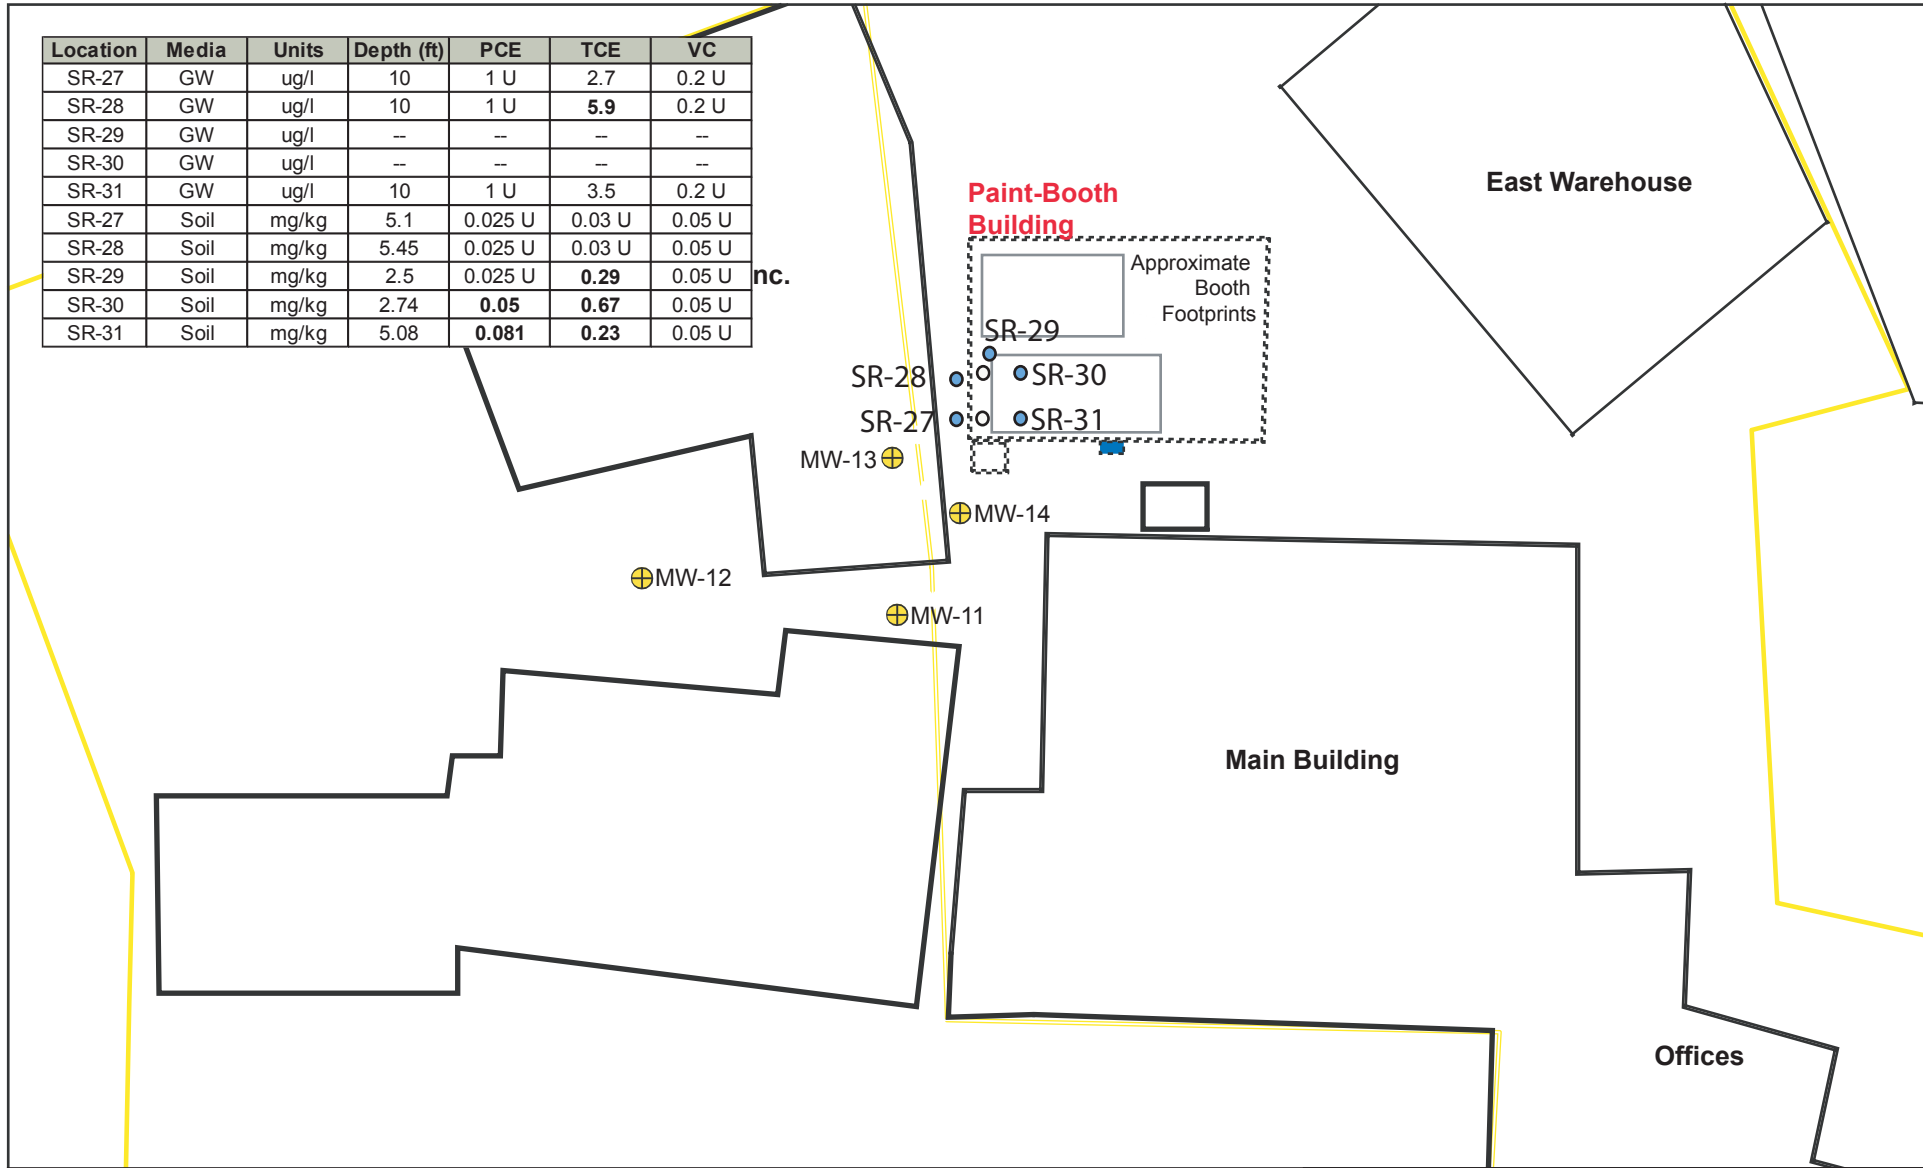 Location Media Units Depth (ft) PCE TCE VC
SR-27 GW ug/l 10 1 U 2.7 0.2 U
SR-28 GW ug/l 10 1 U 5.9 0.2 U
SR-29 GW ug/l -- -- -- --
SR-30 GW ug/l -- -- -- --
SR-31 GW ug/l 10 1 U 3.5 0.2 U
SR-27 Soil mg/kg 5.1 0.025 U 0.03 U 0.05 U
SR-28 Soil mg/kg 5.45 0.025 U 0.03 U 0.05 U
SR-29 Soil mg/kg 2.5 0.025 U 0.29 0.05 U
SR-30 Soil mg/kg 2.74 0.05 0.67 0.05 U
SR-31 Soil mg/kg 5.08 0.081 0.23 0.05 U
nc.
East Warehouse
Paint-Booth
Building
Approximate
Booth
Footprints
SR-29
SR-28
SR-30
SR-27
SR-31
MW-13
MW-14
MW-12
MW-11
Main Building
Offices